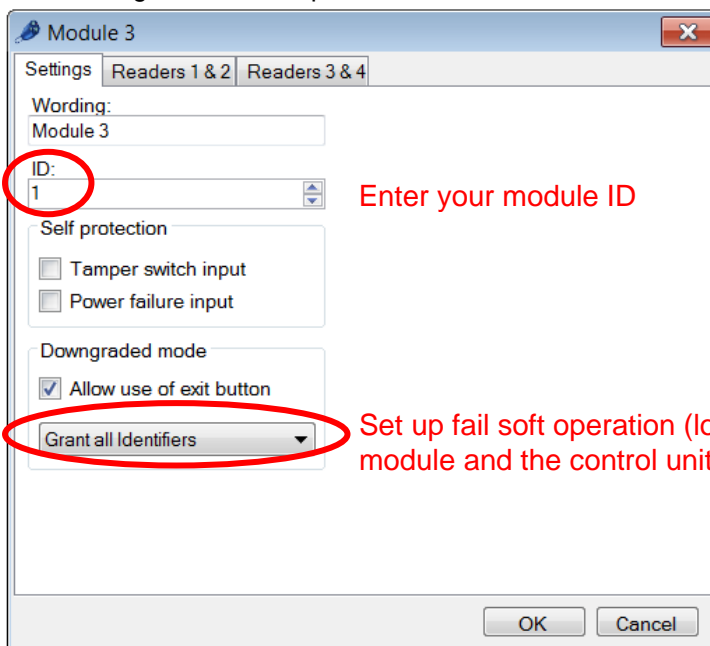 Module 3
Settings Readers 1 & 2 Readers 3 & 4
Wording:
Module 3
ID:
1
Enter your module ID
Self protection
Tamper switch input
Power failure input
Downgraded mode
Allow use of exit button
Grant all Identifiers
Set up fail soft operation
module and the control unit
OK Cancel